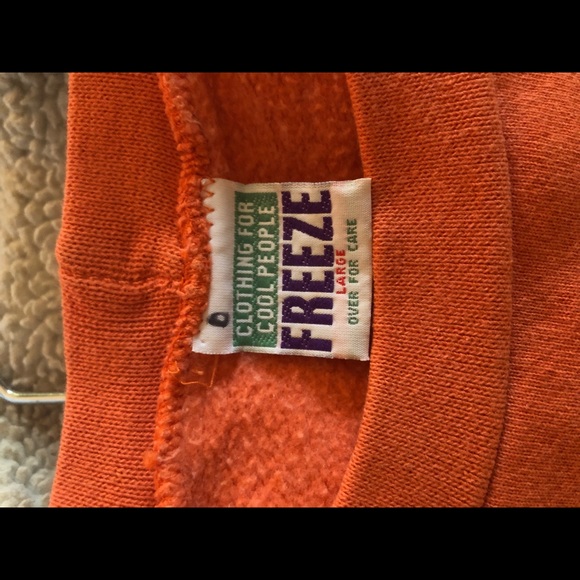 CLOTHING FOR
COOL PEOPLE
FREEZE
LARGE
OVER FOR CARE